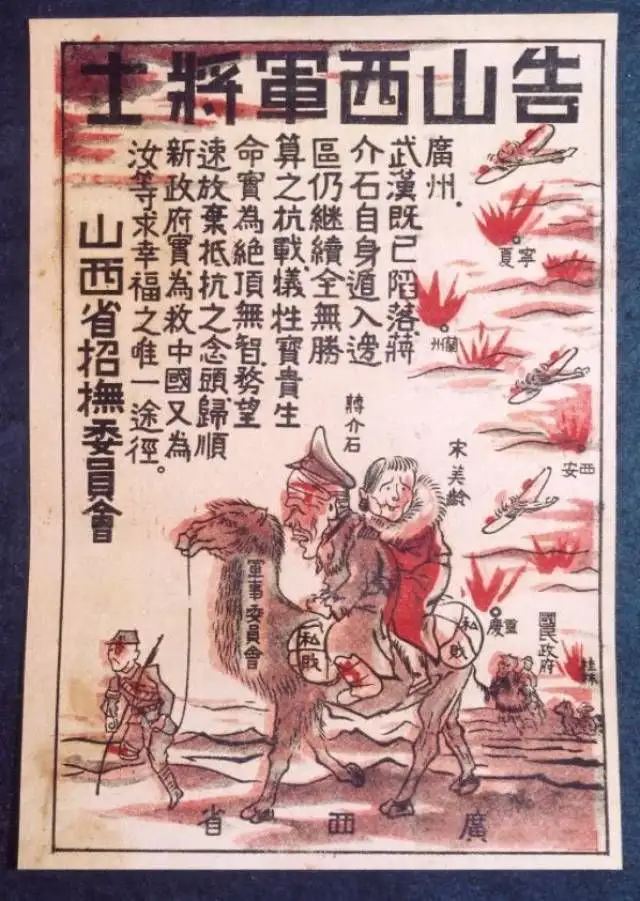 告山西軍將士
廣州.
武漢既已陷落蔣
介石自身遁入邊
區仍繼續全無勝
算之抗戰犧牲寶貴生
命實為絕頂無智務望
速放棄抵抗之念頭歸順
新政府實為救中國又為
汝等求幸福之唯一途徑。
山西省招撫委員會
寧夏
蘭州
西安
重慶
國民政府
桂林
蔣介石
宋美齡
軍事委員會
私
私
廣西省